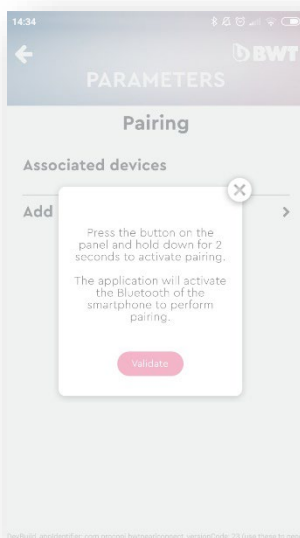 14:34
BWT
PARAMETERS
Pairing
Associated devices
Add
Press the button on the
panel and hold down for 2
seconds to activate pairing.
The application will activate
the Bluetooth of the
smartphone to perform
pairing.
Validate